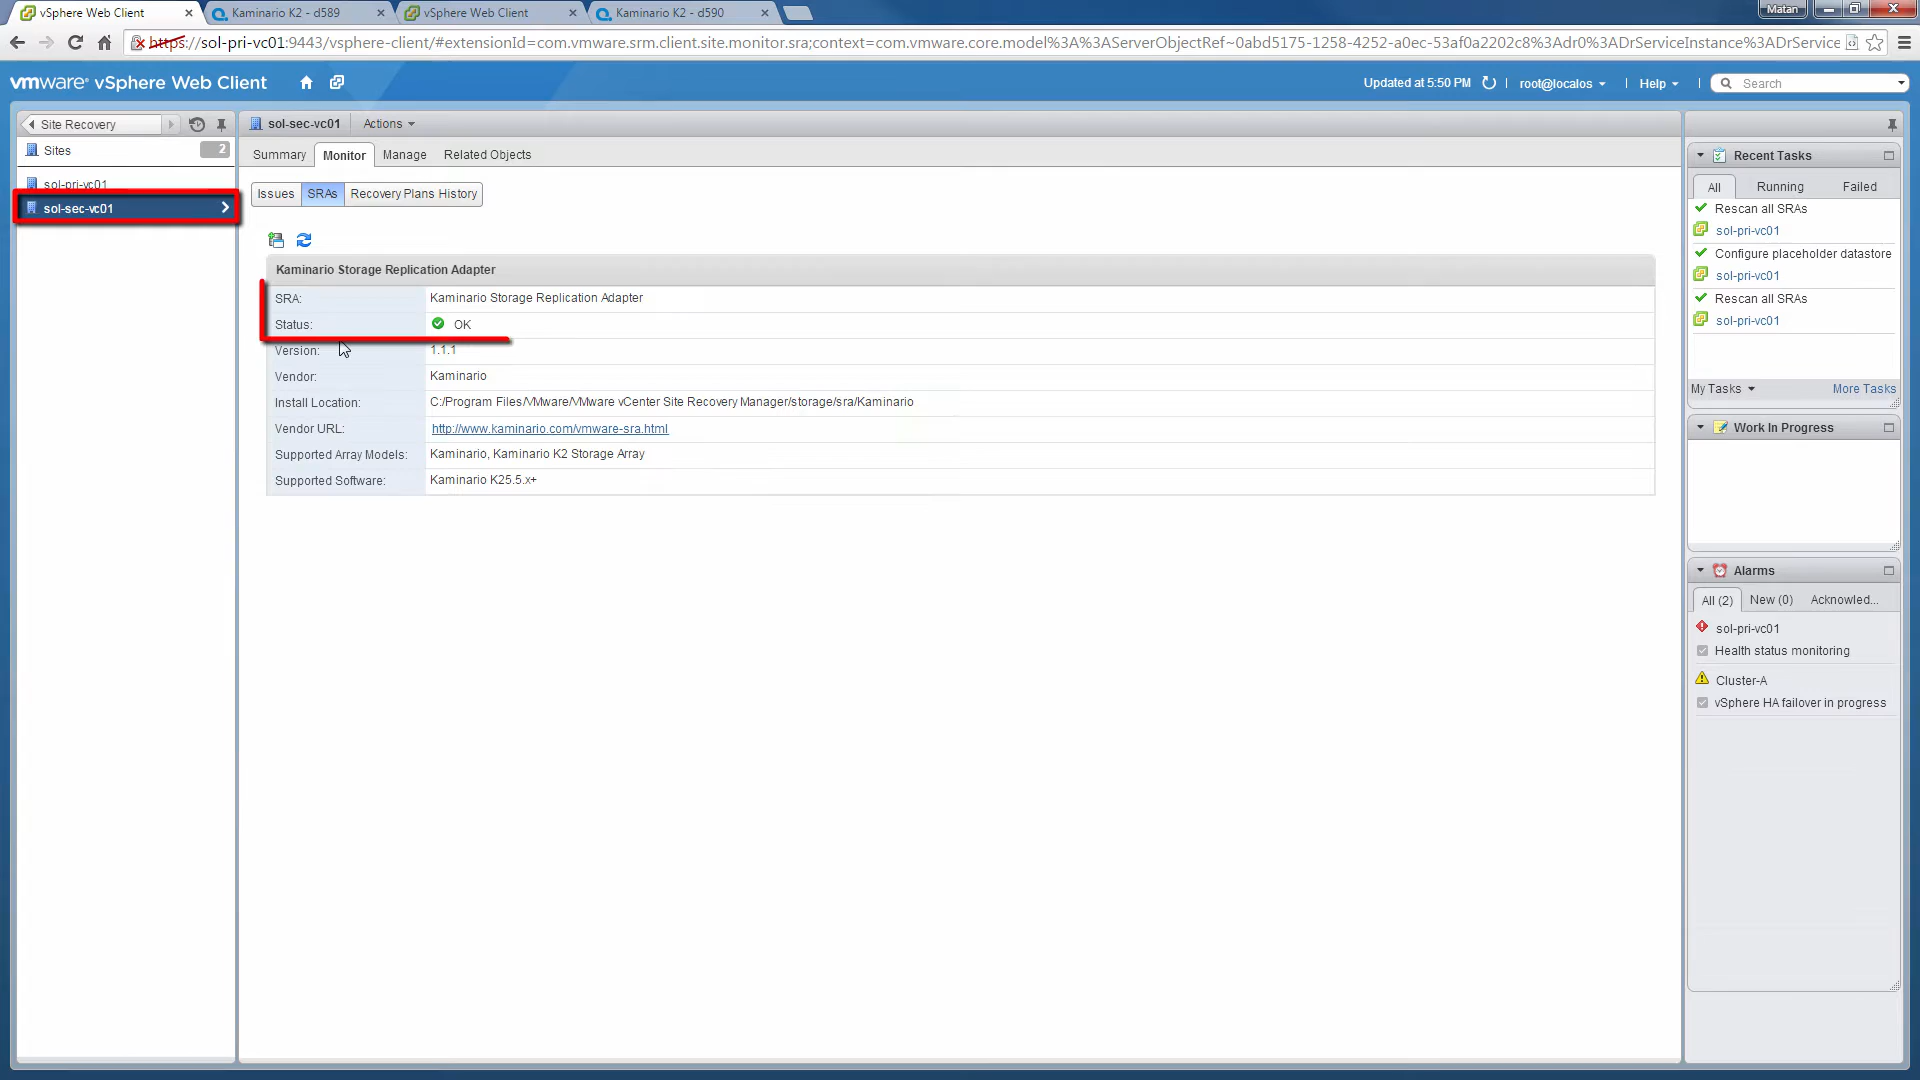 vSphere Web Client
Kaminario K2 - d589
vSphere Web Client
Kaminario K2 - d590
Matan
https://sol-pri-vc01:9443/vsphere-client/#extensionId=com.vmware.srm.client.site.monitor.sra;context=com.vmware.core.model%3A%3AServerObjectRef~0abd5175-1258-4252-a0ec-53af0a2202c8%3Adr0%3ADrServiceInstance%3ADrService
vmware® vSphere Web Client
Updated at 5:50 PM
root@localos
Help
Search
Site Recovery
Sites
2
sol-pri-vc01
sol-sec-vc01
sol-sec-vc01
Actions
Summary
Monitor
Manage
Related Objects
Issues
SRAs
Recovery Plans History
Kaminario Storage Replication Adapter
SRA: Kaminario Storage Replication Adapter
Status: OK
Version: 1.1.1
Vendor: Kaminario
Install Location: C:/Program Files/VMware/VMware vCenter Site Recovery Manager/storage/sra/Kaminario
Vendor URL: http://www.kaminario.com/vmware-sra.html
Supported Array Models: Kaminario, Kaminario K2 Storage Array
Supported Software: Kaminario K25.5.x+
Recent Tasks
All
Running
Failed
Rescan all SRAs
sol-pri-vc01
Configure placeholder datastore
sol-pri-vc01
Rescan all SRAs
sol-pri-vc01
My Tasks
More Tasks
Work In Progress
Alarms
All (2)
New (0)
Acknowled...
sol-pri-vc01
Health status monitoring
Cluster-A
vSphere HA failover in progress